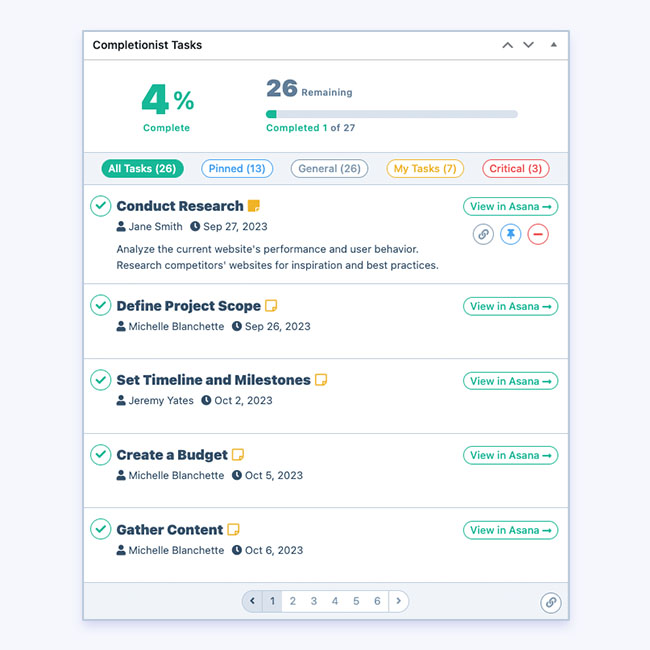 Completionist Tasks
4%
Complete
26 Remaining
Completed 1 of 27
All Tasks (26)
Pinned (13)
General (26)
My Tasks (7)
Critical (3)
Conduct Research
View in Asana →
Jane Smith Sep 27, 2023
Analyze the current website's performance and user behavior.
Research competitors' websites for inspiration and best practices.
Define Project Scope
View in Asana →
Michelle Blanchette Sep 26, 2023
Set Timeline and Milestones
View in Asana →
Jeremy Yates Oct 2, 2023
Create a Budget
View in Asana →
Michelle Blanchette Oct 5, 2023
Gather Content
View in Asana →
Michelle Blanchette Oct 6, 2023
1 2 3 4 5 6